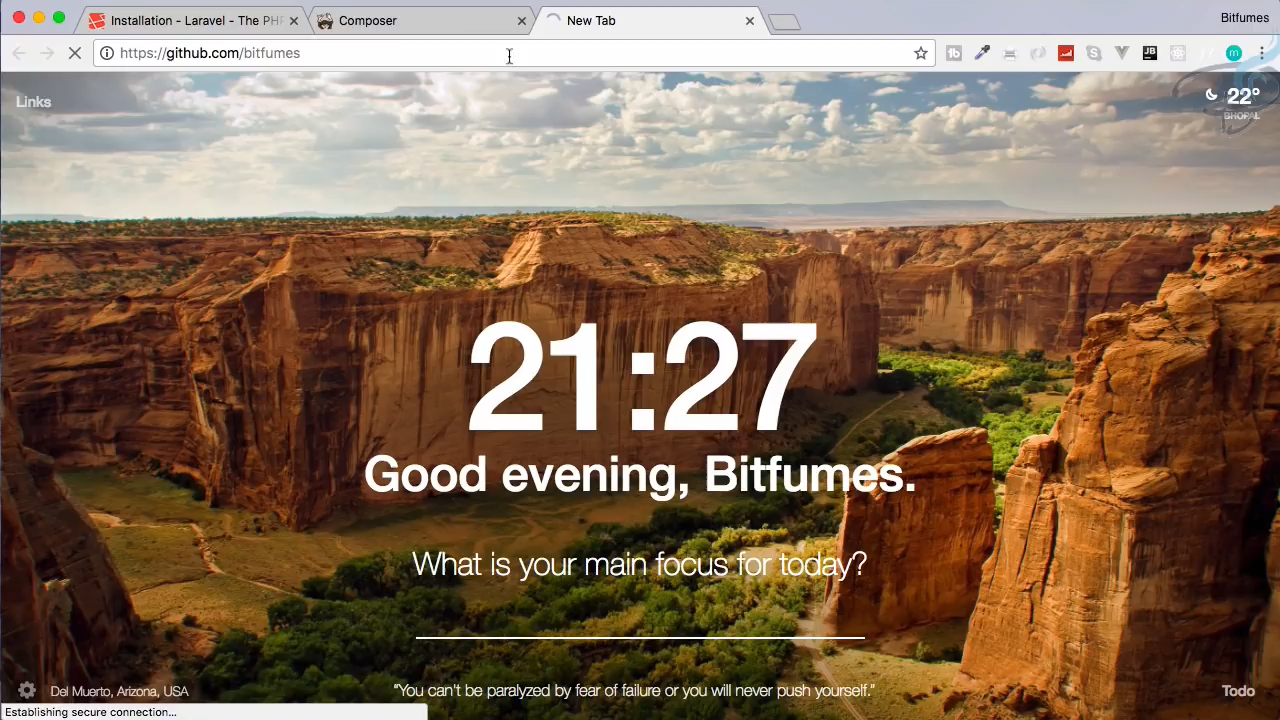 Installation - Laravel - The PHP
Composer
New Tab
Bitfumes
https://github.com/bitfumes
Links
22°
BHOPAL
21:27
Good evening, Bitfumes.
What is your main focus for today?
Del Muerto, Arizona, USA
“You can't be paralyzed by fear of failure or you will never push yourself.”
Todo
Establishing secure connection...